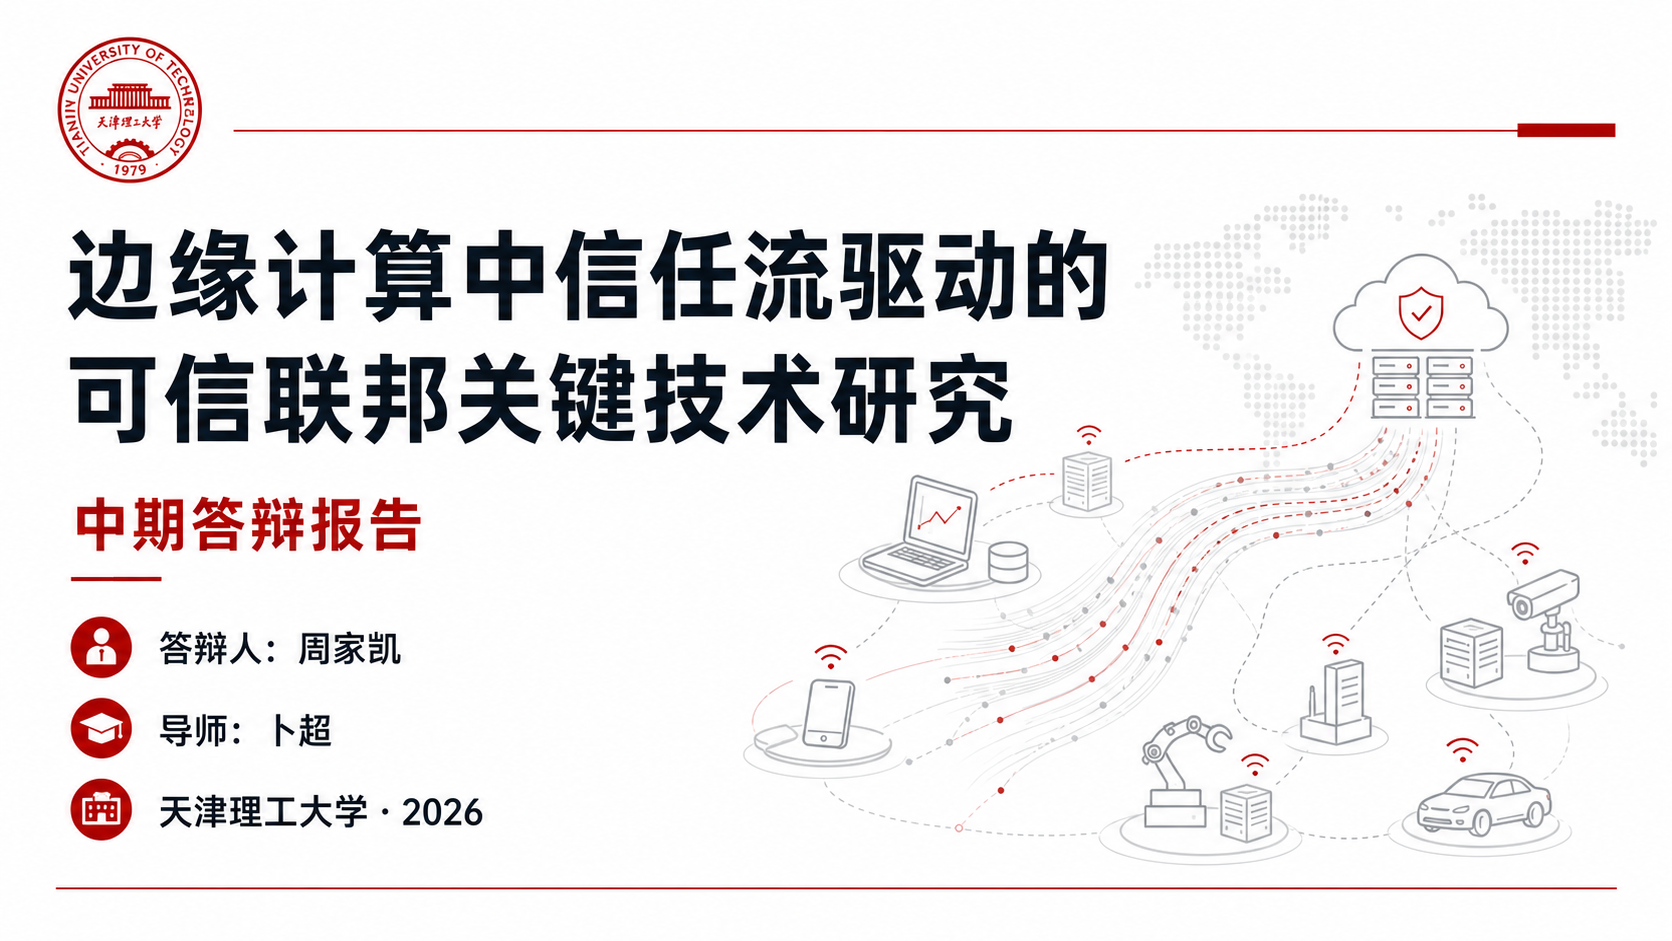 TIANJIN UNIVERSITY OF TECHNOLOGY
天津理工大学
· 1979 ·
边缘计算中信任流驱动的
可信联邦关键技术研究
中期答辩报告
答辩人：周家凯
导师：卜超
天津理工大学 · 2026